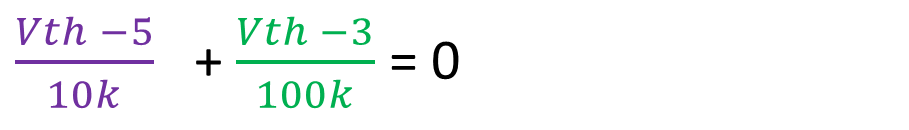 Vth −5 / 10k + Vth −3 / 100k = 0